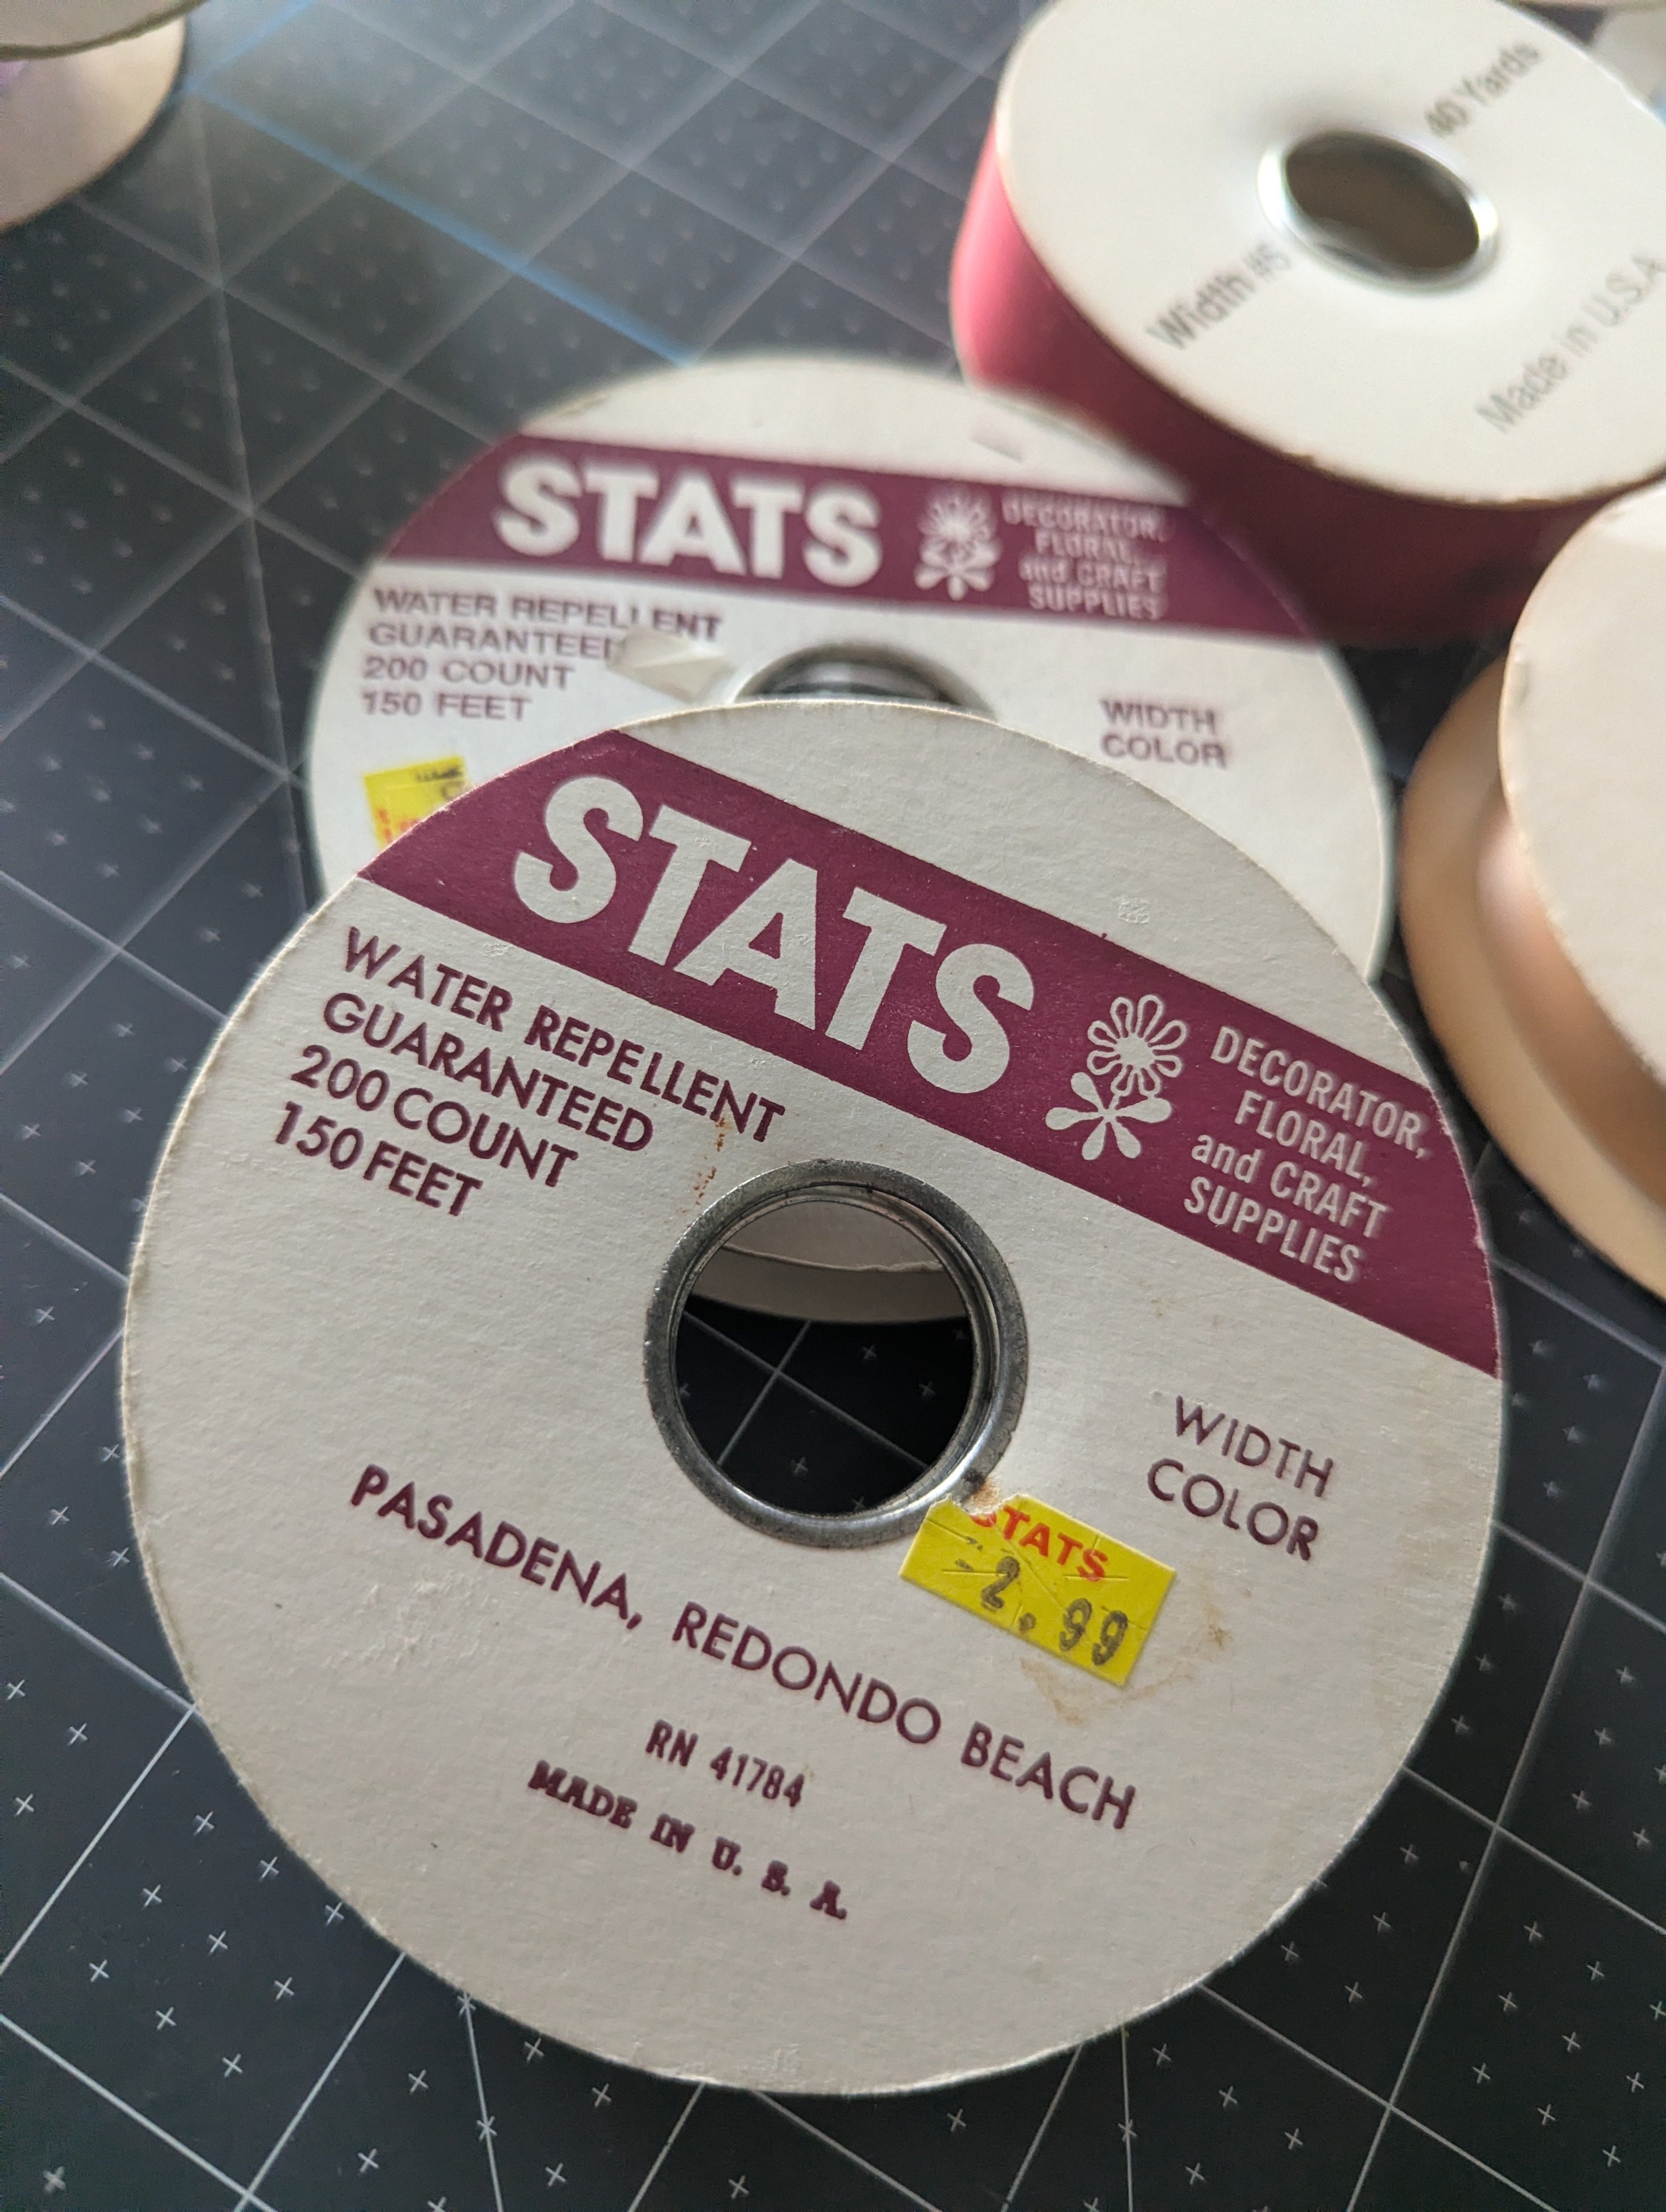 40 Yards
Width #5
Made in U.S.A
STATS
DECORATOR,
FLORAL,
and CRAFT
SUPPLIES
WATER REPELLENT
GUARANTEED
200 COUNT
150 FEET
WIDTH
COLOR
STATS
DECORATOR,
FLORAL,
and CRAFT
SUPPLIES
WATER REPELLENT
GUARANTEED
200 COUNT
150 FEET
WIDTH
COLOR
STATS
2.99
PASADENA, REDONDO BEACH
RN 41784
MADE IN U. S. A.